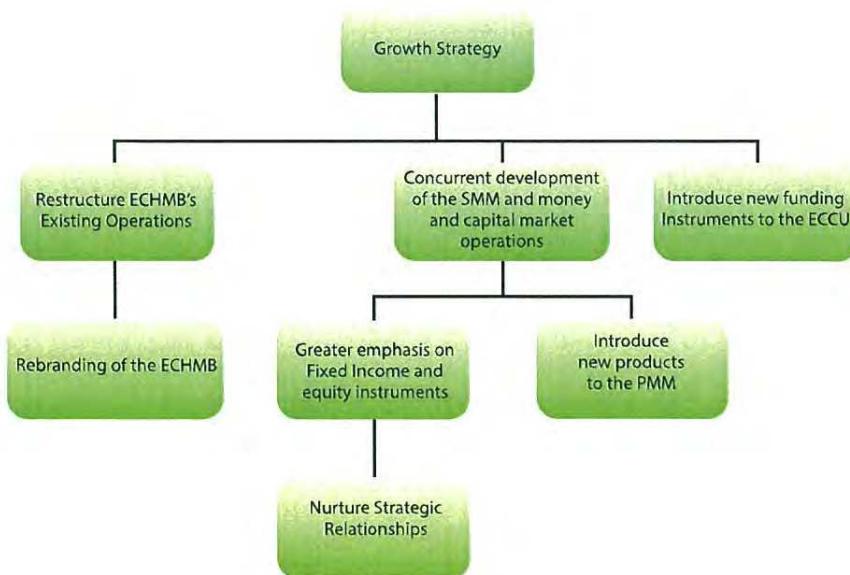 Growth Strategy
Restructure ECHMB's
Existing Operations
Concurrent development
of the SMM and money
and capital market
operations
Introduce new funding
Instruments to the ECCU
Rebranding of the ECHMB
Greater emphasis on
Fixed Income and
equity instruments
Introduce
new products
to the PMM
Nurture Strategic
Relationships